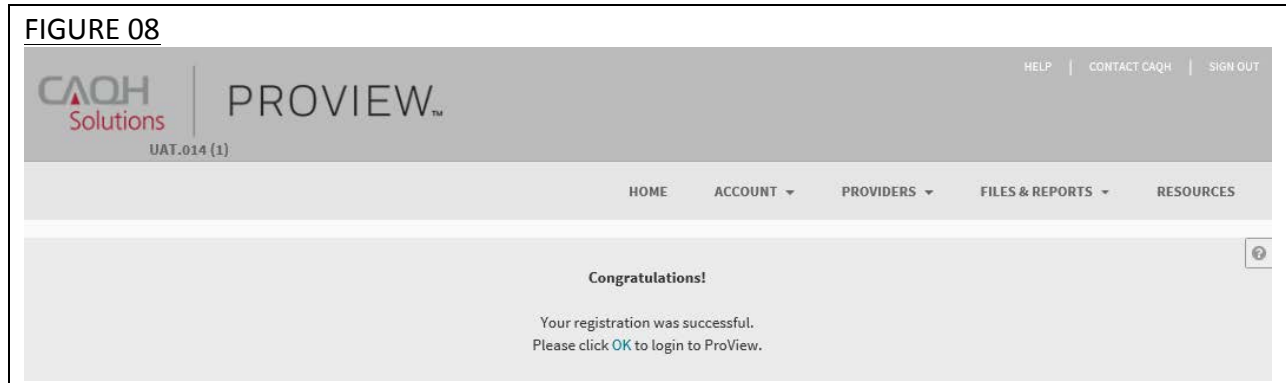 FIGURE 08
HELP | CONTACT CAQH | SIGN OUT
CAQH
Solutions
PROVIEW™
UAT.014 (1)
HOME ACCOUNT PROVIDERS FILES & REPORTS RESOURCES
?
Congratulations!
Your registration was successful.
Please click OK to login to ProView.